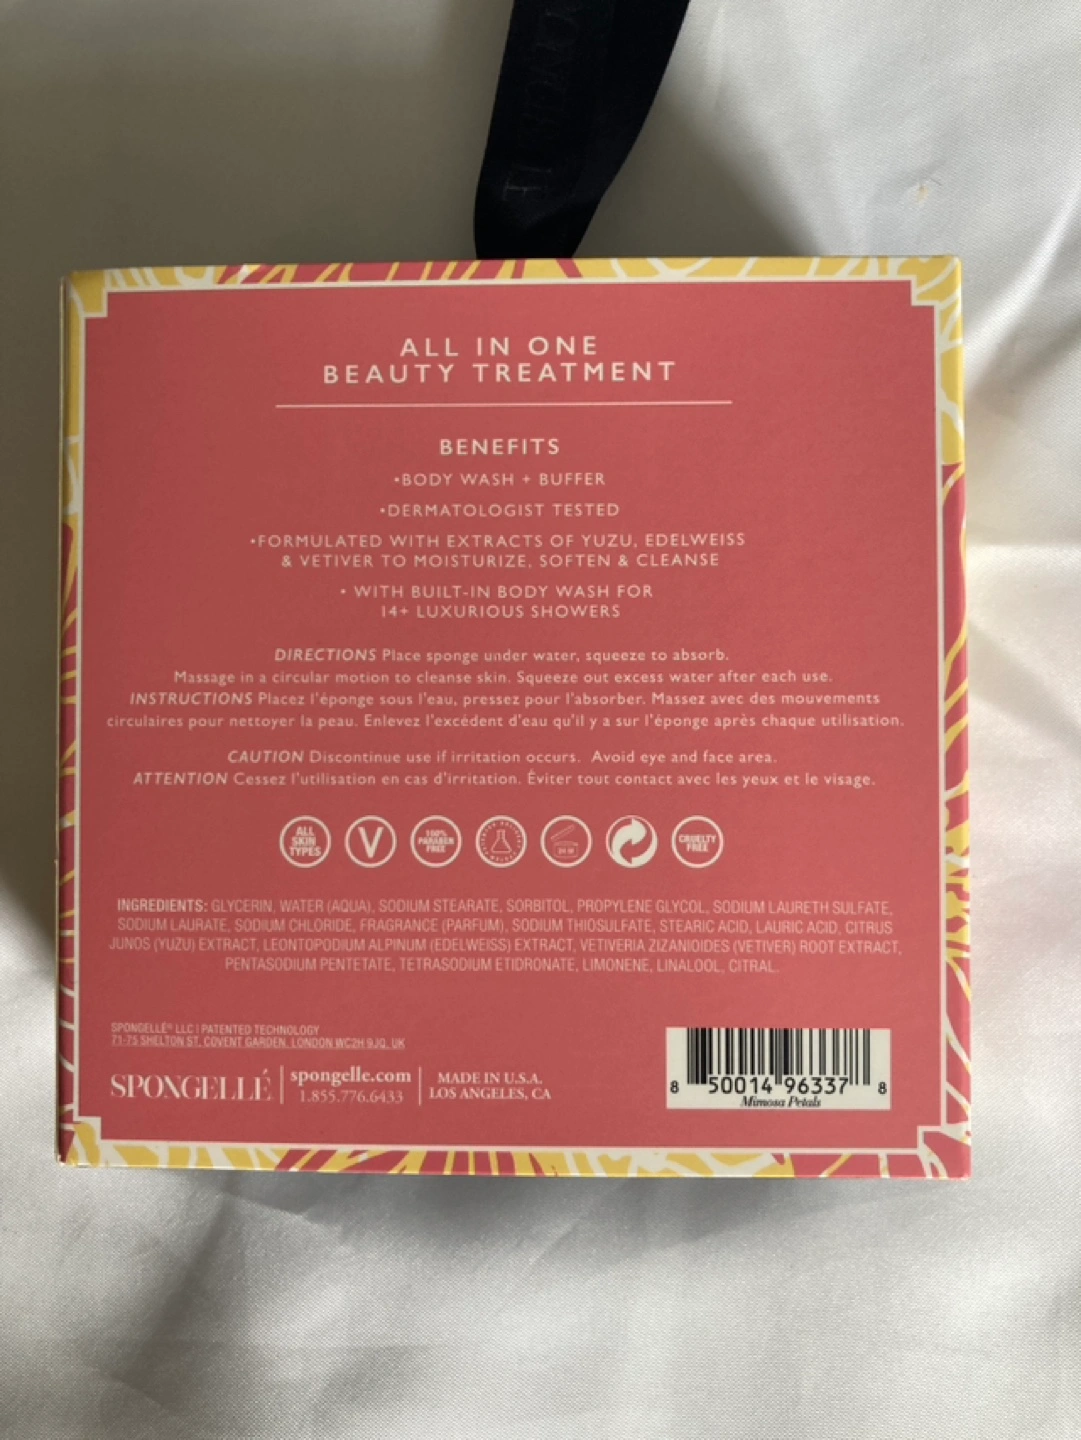 ALL IN ONE
BEAUTY TREATMENT
BENEFITS
•BODY WASH + BUFFER
•DERMATOLOGIST TESTED
•FORMULATED WITH EXTRACTS OF YUZU, EDELWEISS
& VETIVER TO MOISTURIZE, SOFTEN & CLEANSE
• WITH BUILT-IN BODY WASH FOR
14+ LUXURIOUS SHOWERS
DIRECTIONS Place sponge under water, squeeze to absorb.
Massage in a circular motion to cleanse skin. Squeeze out excess water after each use.
INSTRUCTIONS Placez l'éponge sous l'eau, pressez pour l'absorber. Massez avec des mouvements
circulaires pour nettoyer la peau. Enlevez l'excédent d'eau qu'il y a sur l'éponge après chaque utilisation.
CAUTION Discontinue use if irritation occurs. Avoid eye and face area.
ATTENTION Cessez l'utilisation en cas d'irritation. Éviter tout contact avec les yeux et le visage.
ALL
SKIN
TYPES
V
100%
PARABEN
FREE
24 M
CRUELTY
FREE
INGREDIENTS: GLYCERIN, WATER (AQUA), SODIUM STEARATE, SORBITOL, PROPYLENE GLYCOL, SODIUM LAURETH SULFATE,
SODIUM LAURATE, SODIUM CHLORIDE, FRAGRANCE (PARFUM), SODIUM THIOSULFATE, STEARIC ACID, LAURIC ACID, CITRUS
JUNOS (YUZU) EXTRACT, LEONTOPODIUM ALPINUM (EDELWEISS) EXTRACT, VETIVERIA ZIZANIOIDES (VETIVER) ROOT EXTRACT,
PENTASODIUM PENTETATE, TETRASODIUM ETIDRONATE, LIMONENE, LINALOOL, CITRAL.
SPONGELLÉ® LLC | PATENTED TECHNOLOGY
71-75 SHELTON ST, COVENT GARDEN, LONDON WC2H 9JQ, UK
SPONGELLÉ
spongelle.com
1.855.776.6433
MADE IN U.S.A.
LOS ANGELES, CA
8 50014 96337 8
Mimosa Petals